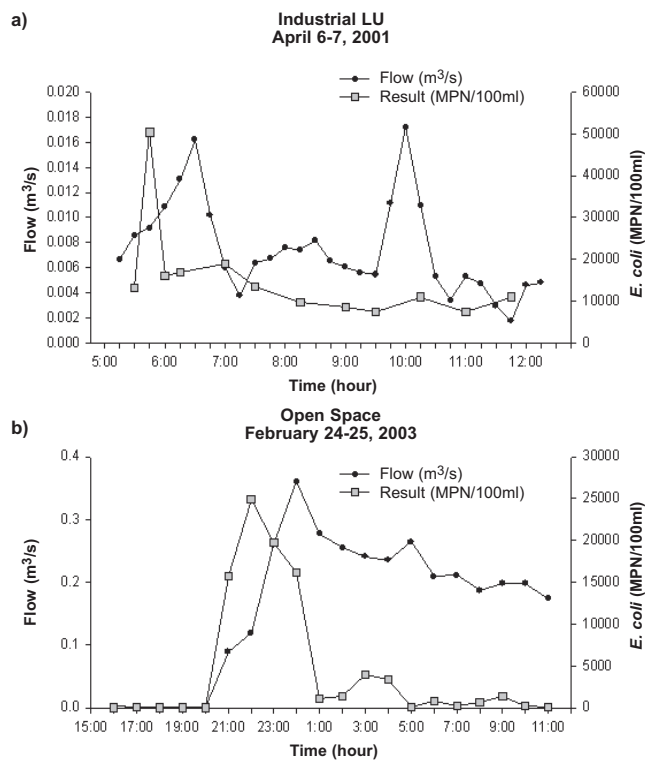 a)
Industrial LU
April 6-7, 2001
Flow (m³/s)
Result (MPN/100ml)
0.020
0.018
0.016
0.014
0.012
0.010
0.008
0.006
0.004
0.002
0.000
Flow (m³/s)
60000
50000
40000
30000
20000
10000
0
E. coli (MPN/100ml)
5:00 6:00 7:00 8:00 9:00 10:00 11:00 12:00
Time (hour)
b)
Open Space
February 24-25, 2003
Flow (m³/s)
Result (MPN/100ml)
0.4
0.3
0.2
0.1
0.0
Flow (m³/s)
30000
25000
20000
15000
10000
5000
0
E. coli (MPN/100ml)
15:00 17:00 19:00 21:00 23:00 1:00 3:00 5:00 7:00 9:00 11:00
Time (hour)